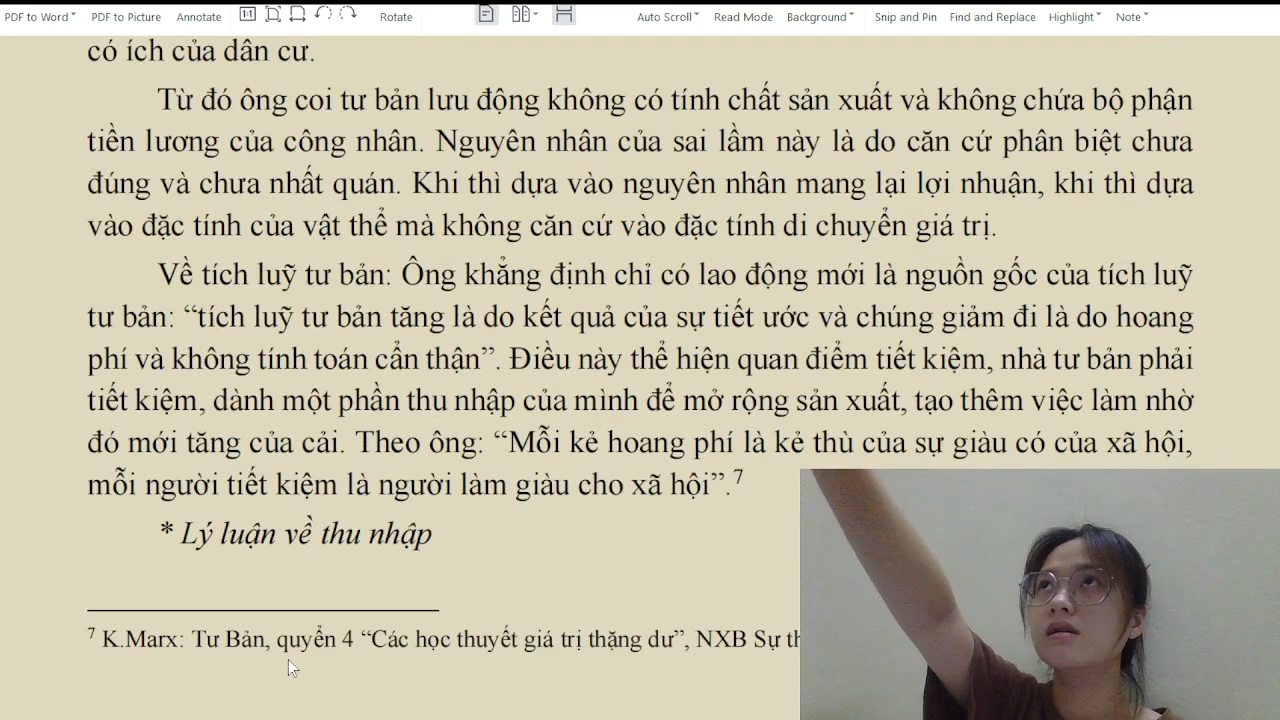 PDF to Word PDF to Picture Annotate 1:1 Rotate Auto Scroll Read Mode Background Snip and Pin Find and Replace Highlight Note
có ích của dân cư.
Từ đó ông coi tư bản lưu động không có tính chất sản xuất và không chứa bộ phận
tiền lương của công nhân. Nguyên nhân của sai lầm này là do căn cứ phân biệt chưa
đúng và chưa nhất quán. Khi thì dựa vào nguyên nhân mang lại lợi nhuận, khi thì dựa
vào đặc tính của vật thể mà không căn cứ vào đặc tính di chuyển giá trị.
Về tích luỹ tư bản: Ông khẳng định chỉ có lao động mới là nguồn gốc của tích luỹ
tư bản: “tích luỹ tư bản tăng là do kết quả của sự tiết ước và chúng giảm đi là do hoang
phí và không tính toán cẩn thận”. Điều này thể hiện quan điểm tiết kiệm, nhà tư bản phải
tiết kiệm, dành một phần thu nhập của mình để mở rộng sản xuất, tạo thêm việc làm nhờ
đó mới tăng của cải. Theo ông: “Mỗi kẻ hoang phí là kẻ thù của sự giàu có của xã hội,
mỗi người tiết kiệm là người làm giàu cho xã hội”.7
* Lý luận về thu nhập
7 K.Marx: Tư Bản, quyển 4 “Các học thuyết giá trị thặng dư”, NXB Sự